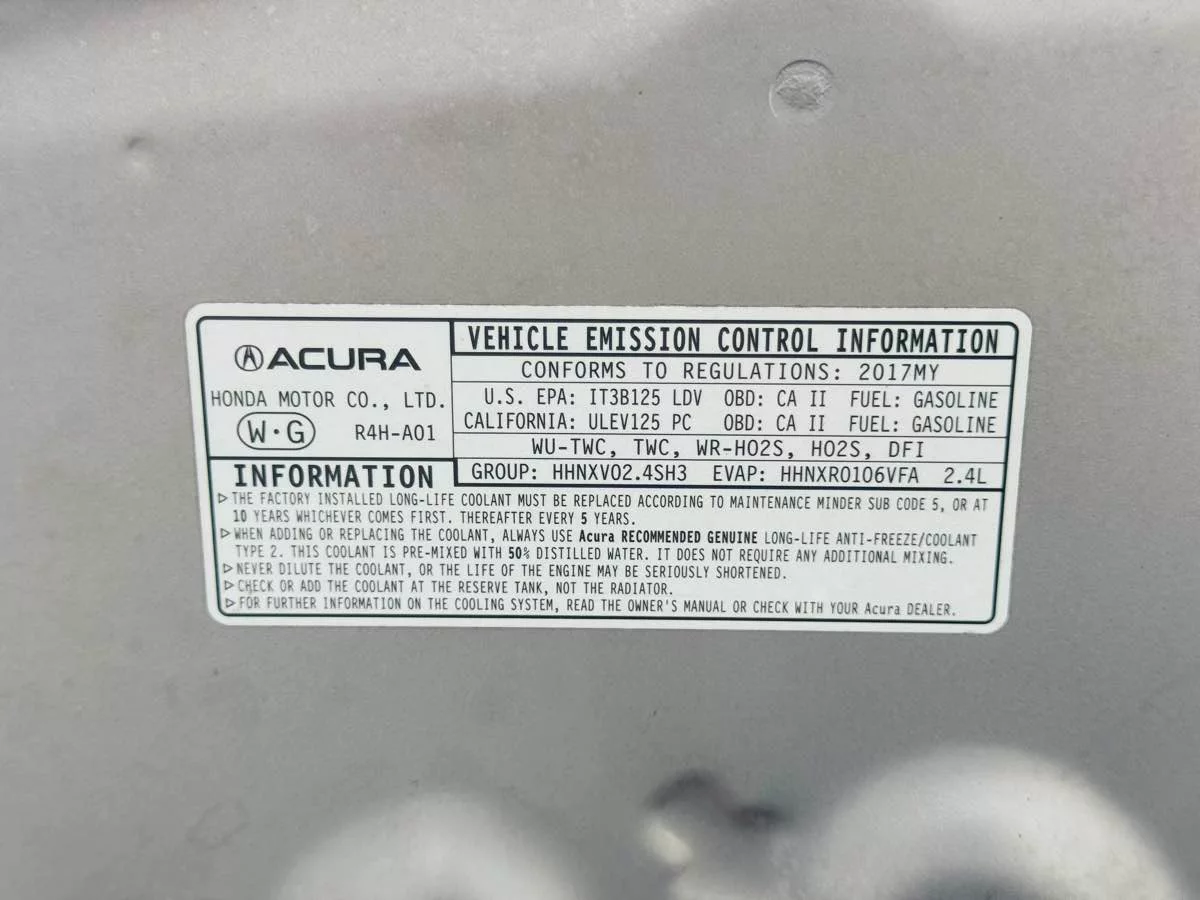 ACURA
HONDA MOTOR CO., LTD.
W·G R4H-A01
VEHICLE EMISSION CONTROL INFORMATION
CONFORMS TO REGULATIONS: 2017MY
U.S. EPA: IT3B125 LDV OBD: CA II FUEL: GASOLINE
CALIFORNIA: ULEV125 PC OBD: CA II FUEL: GASOLINE
WU-TWC, TWC, WR-HO2S, HO2S, DFI
GROUP: HHNXV02.4SH3 EVAP: HHNXR0106VFA 2.4L
INFORMATION
▷THE FACTORY INSTALLED LONG-LIFE COOLANT MUST BE REPLACED ACCORDING TO MAINTENANCE MINDER SUB CODE 5, OR AT
10 YEARS WHICHEVER COMES FIRST. THEREAFTER EVERY 5 YEARS.
▷WHEN ADDING OR REPLACING THE COOLANT, ALWAYS USE Acura RECOMMENDED GENUINE LONG-LIFE ANTI-FREEZE/COOLANT
TYPE 2. THIS COOLANT IS PRE-MIXED WITH 50% DISTILLED WATER. IT DOES NOT REQUIRE ANY ADDITIONAL MIXING.
▷NEVER DILUTE THE COOLANT, OR THE LIFE OF THE ENGINE MAY BE SERIOUSLY SHORTENED.
▷CHECK OR ADD THE COOLANT AT THE RESERVE TANK, NOT THE RADIATOR.
▷FOR FURTHER INFORMATION ON THE COOLING SYSTEM, READ THE OWNER'S MANUAL OR CHECK WITH YOUR Acura DEALER.